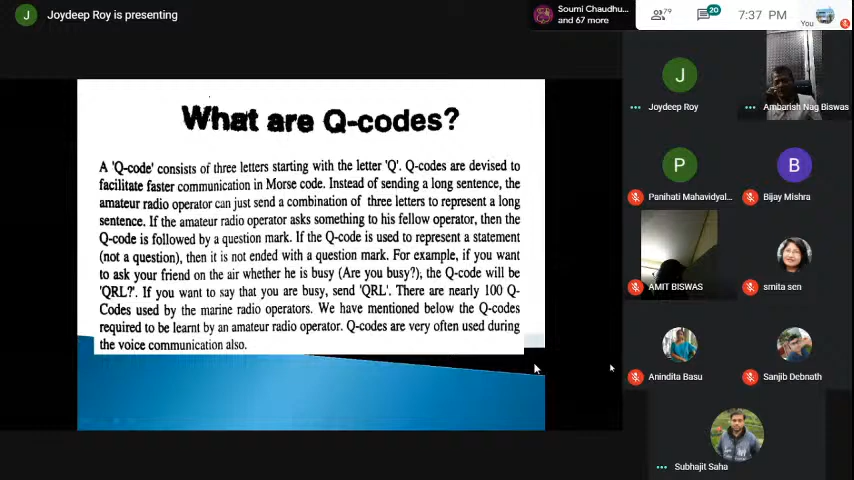 J Joydeep Roy is presenting
Soumi Chaudhu...
and 67 more
79
20
7:37 PM
You
What are Q-codes?
A 'Q-code' consists of three letters starting with the letter 'Q'. Q-codes are devised to
facilitate faster communication in Morse code. Instead of sending a long sentence, the
amateur radio operator can just send a combination of three letters to represent a long
sentence. If the amateur radio operator asks something to his fellow operator, then the
Q-code is followed by a question mark. If the Q-code is used to represent a statement
(not a question), then it is not ended with a question mark. For example, if you want
to ask your friend on the air whether he is busy (Are you busy?), the Q-code will be
'QRL?'. If you want to say that you are busy, send 'QRL'. There are nearly 100 Q-
Codes used by the marine radio operators. We have mentioned below the Q-codes
required to be learnt by an amateur radio operator. Q-codes are very often used during
the voice communication also.
J
Joydeep Roy
Ambarish Nag Biswas
P
Panihati Mahavidyal...
B
Bijay Mishra
AMIT BISWAS
smita sen
Anindita Basu
Sanjib Debnath
Subhajit Saha